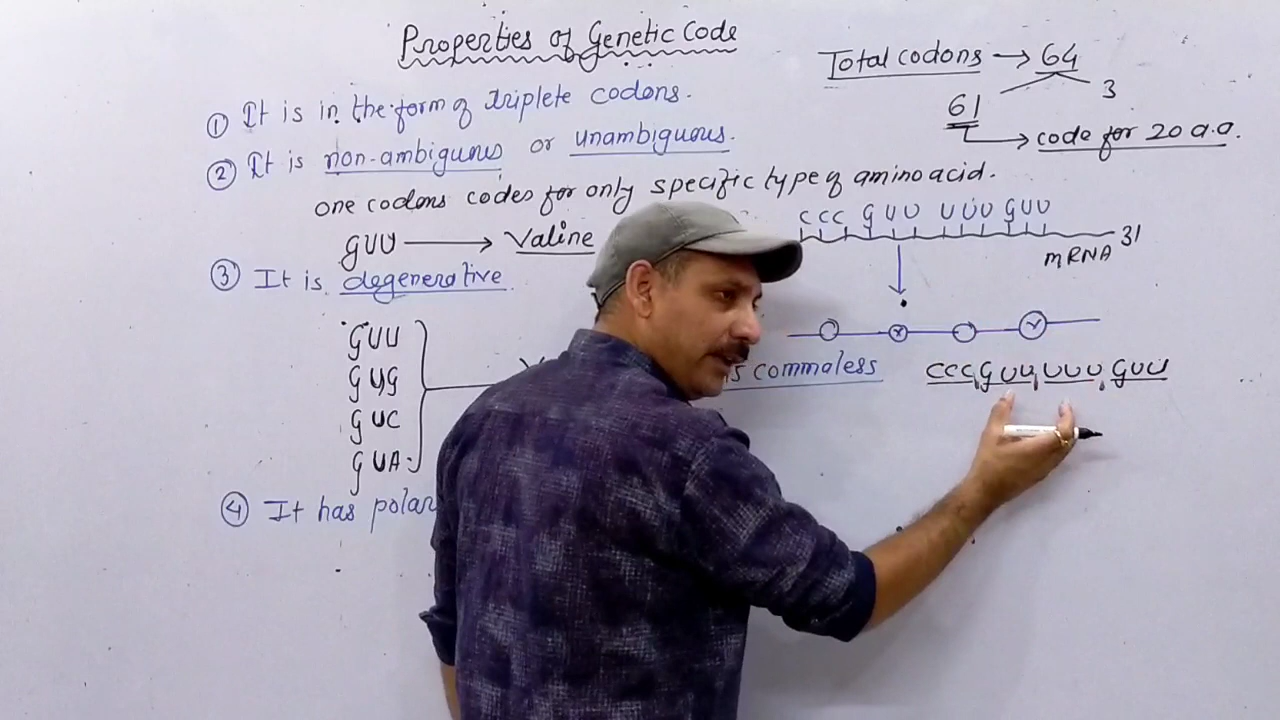 Properties of Genetic Code
① It is in the form of triplete codons.
② It is non-ambiguous or unambiguous.
one codons codes for only specific type of amino acid.
GUU → Valine
③ It is degenerative
GUU
GUG
GUC
GUA
④ It has polar
Total codons → 64
61 3
→ code for 20 a.a.
CCC GUU UUU GUU
3'
mRNA
is commaless
CCC,GUU,UUU,GUU